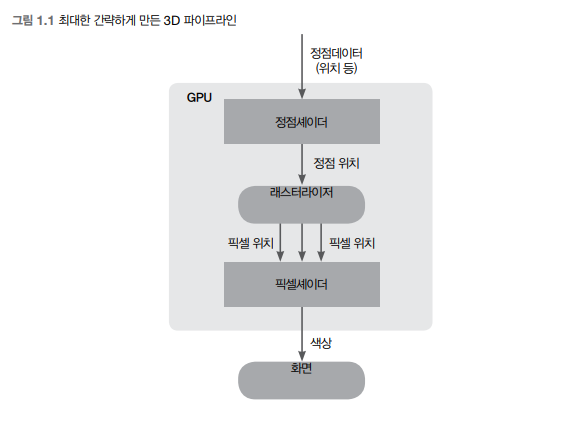 그림 1.1 최대한 간략하게 만든 3D 파이프라인
정점데이터
(위치 등)
GPU
정점셰이더
정점 위치
래스터라이저
픽셀 위치
픽셀 위치
픽셀셰이더
색상
화면